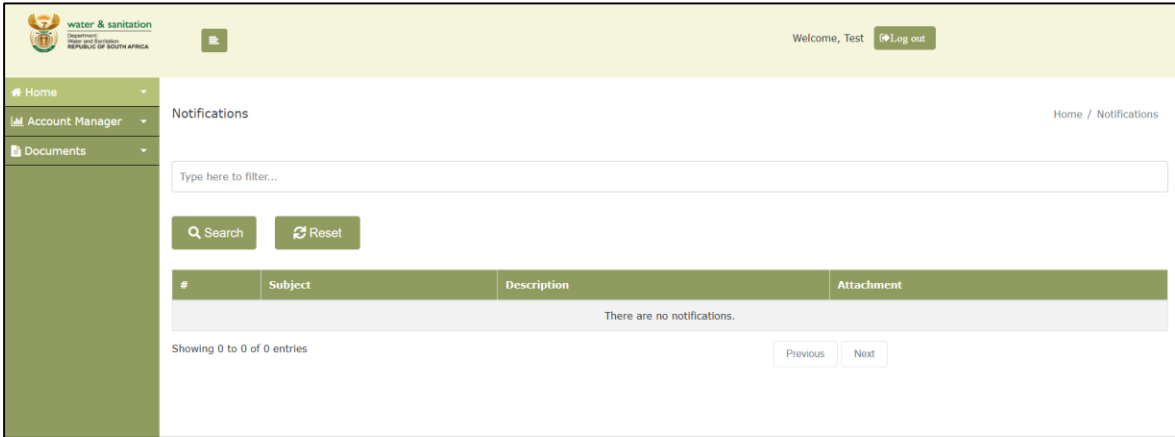 water & sanitation
Department:
Water and Sanitation
REPUBLIC OF SOUTH AFRICA
Welcome, Test
Log out
Home
Account Manager
Documents
Notifications
Home / Notifications
Type here to filter...
Search
Reset
# Subject Description Attachment
There are no notifications.
Showing 0 to 0 of 0 entries
Previous
Next